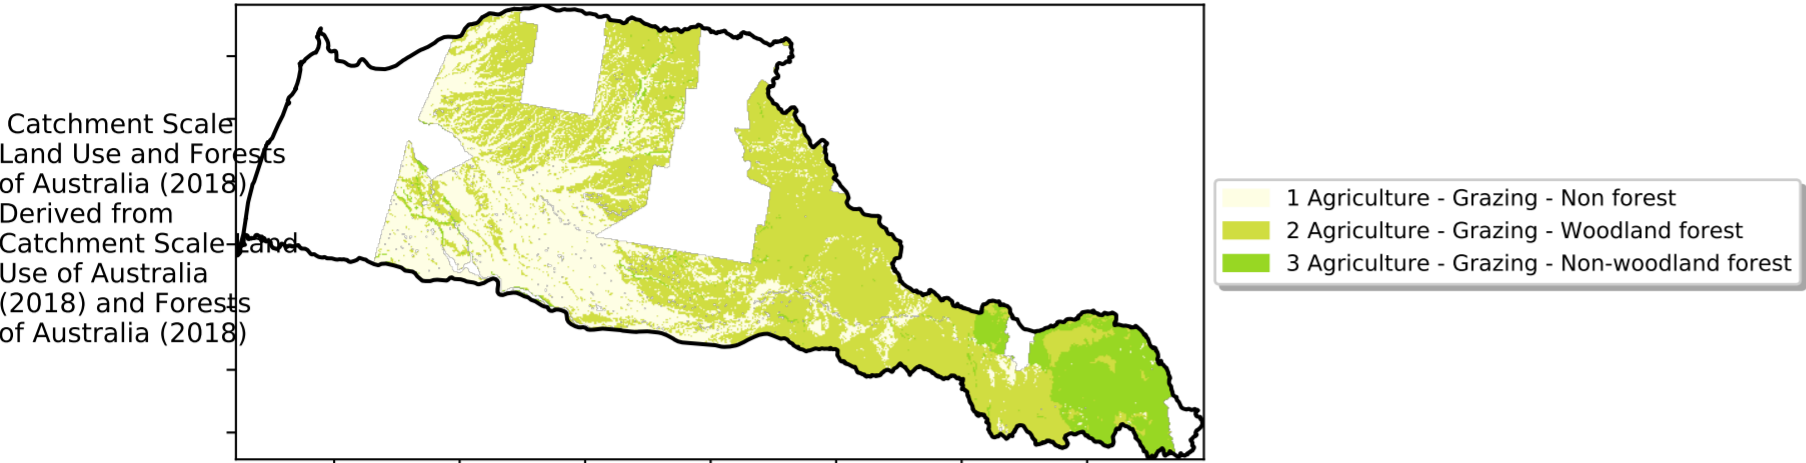 Catchment Scale
Land Use and Forests
of Australia (2018)
Derived from
Catchment Scale Land
Use of Australia
(2018) and Forests
of Australia (2018)
1 Agriculture - Grazing - Non forest
2 Agriculture - Grazing - Woodland forest
3 Agriculture - Grazing - Non-woodland forest